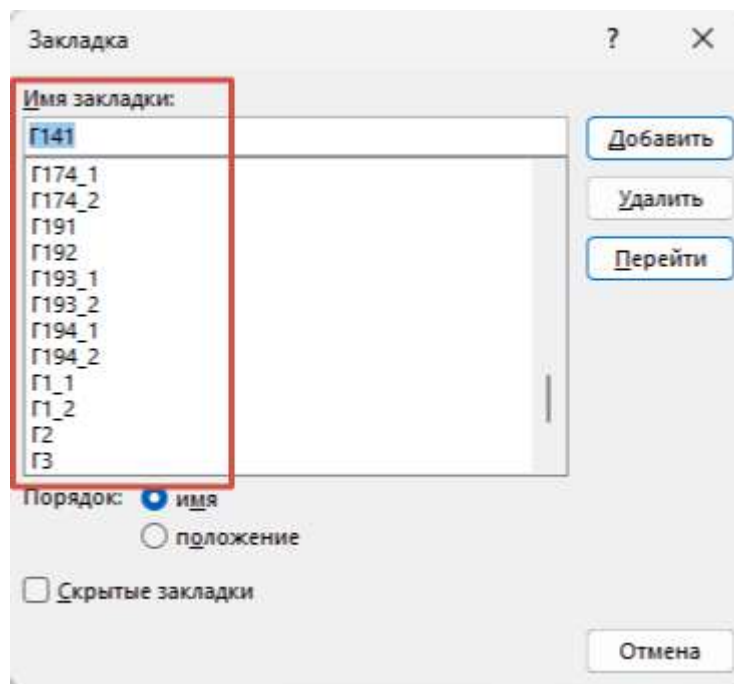 Закладка ? ×
Имя закладки:
Г141
Добавить
Г174_1
Г174_2
Удалить
Г191
Г192
Перейти
Г193_1
Г193_2
Г194_1
Г194_2
Г1_1
Г1_2
Г2
Г3
Порядок: имя
положение
Скрытые закладки
Отмена